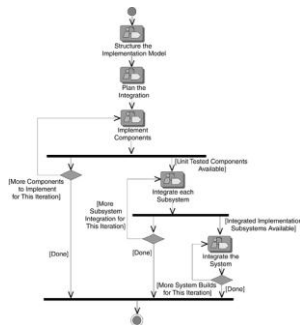 Structure the
Implementation Model
Plan the
Integration
Implement
Components
[More Components
to Implement
for This Iteration]
[Unit Tested Components
Available]
Integrate each
Subsystem
[More
Subsystem
Integration for
This Iteration]
[Integrated Implementation
Subsystems Available]
[Done]
[Done]
Integrate the
System
[More System Builds
for This Iteration]
[Done]